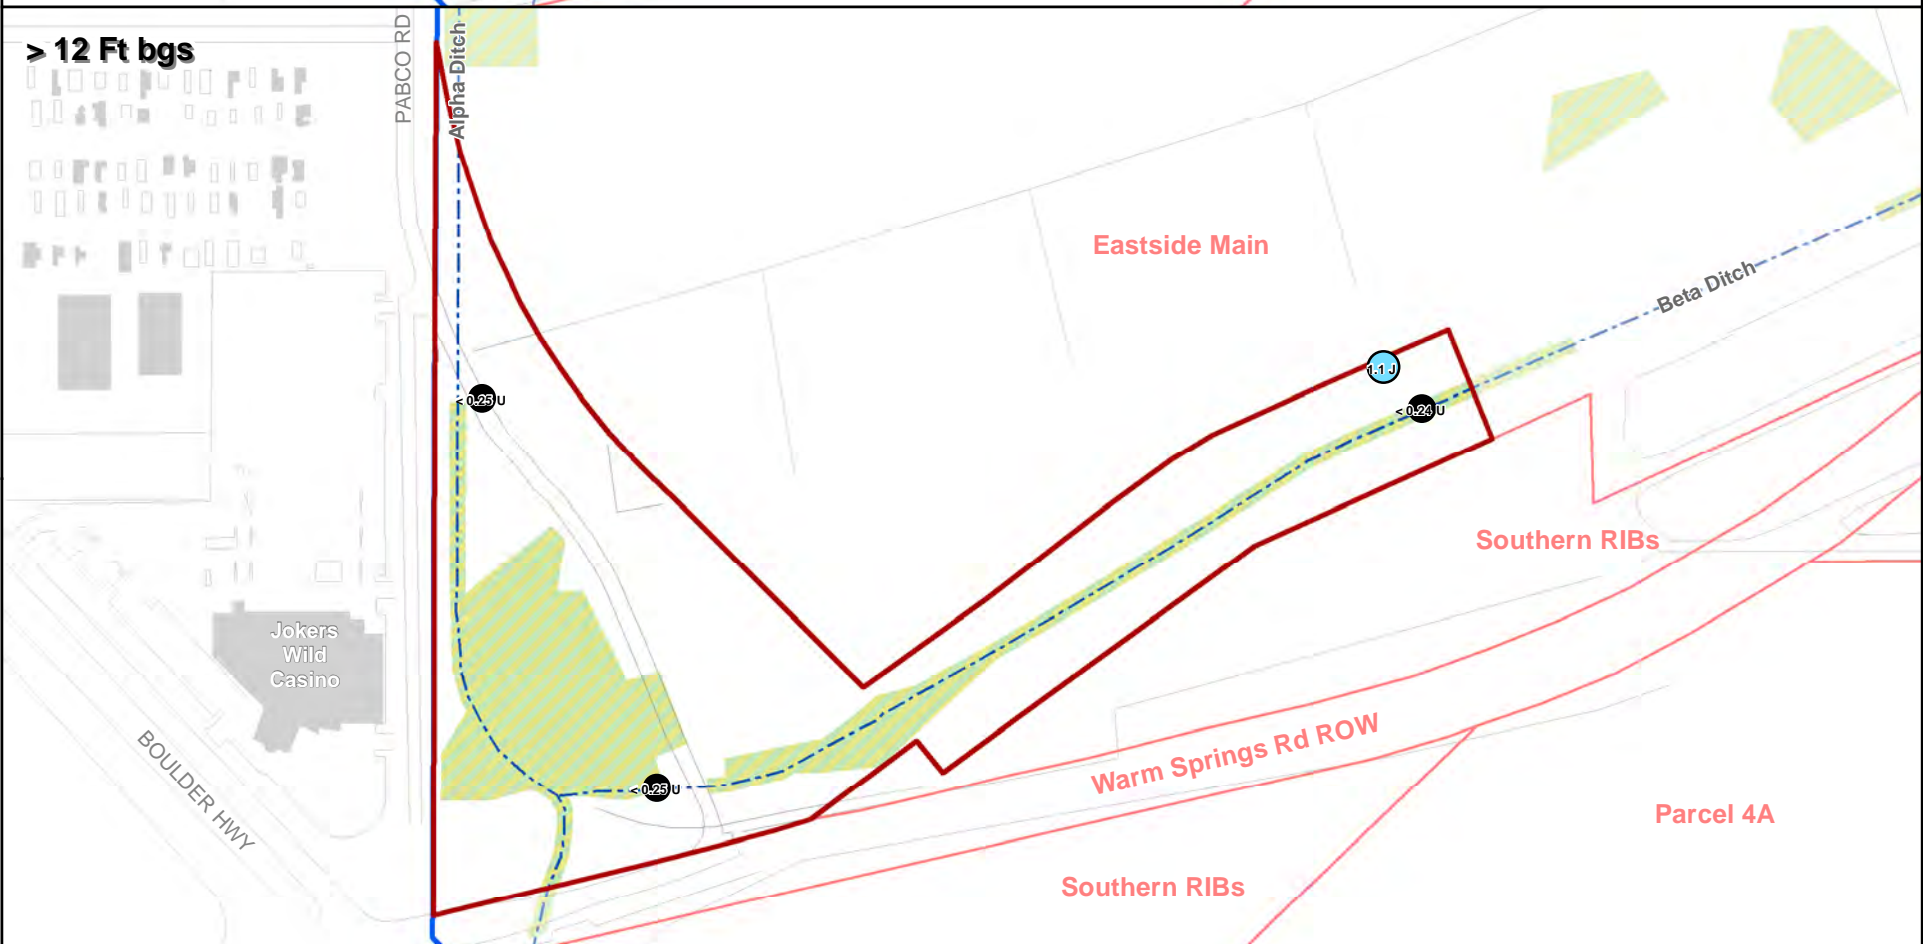 > 12 Ft bgs
PABCO RD
Alpha Ditch
Eastside Main
Beta Ditch
1.1 J
< 0.25 U
< 0.24 U
Southern RIBs
Jokers
Wild
Casino
BOULDER HWY
< 0.25 U
Warm Springs Rd ROW
Parcel 4A
Southern RIBs